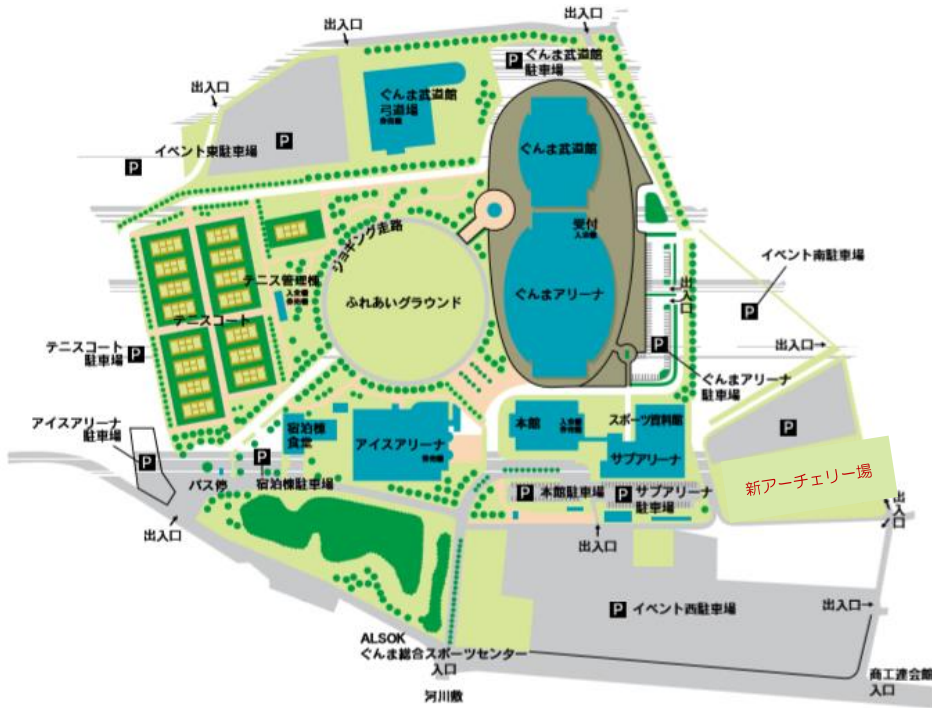 出入口
出入口
ぐんま武道館
駐車場
P
出入口
ぐんま武道館
弓道場
P
イベント東駐車場
P
ぐんま武道館
受付
ジョギング走路
イベント南駐車場
テニス管理棟
出入口
ふれあいグラウンド
ぐんまアリーナ
P
テニスコート
テニスコート
駐車場
P
P
出入口→
ぐんまアリーナ
駐車場
アイスアリーナ
駐車場
宿泊棟
食堂
アイスアリーナ
本館
スポーツ資料館
P
サブアリーナ
P
P
新アーチェリー場
バス停
宿泊棟駐車場
P
本館駐車場
P
サブアリーナ
駐車場
出入口
出入口
出入口
P
イベント西駐車場
出入口→
ALSOK
ぐんま総合スポーツセンター
入口
河川敷
商工連会館
入口